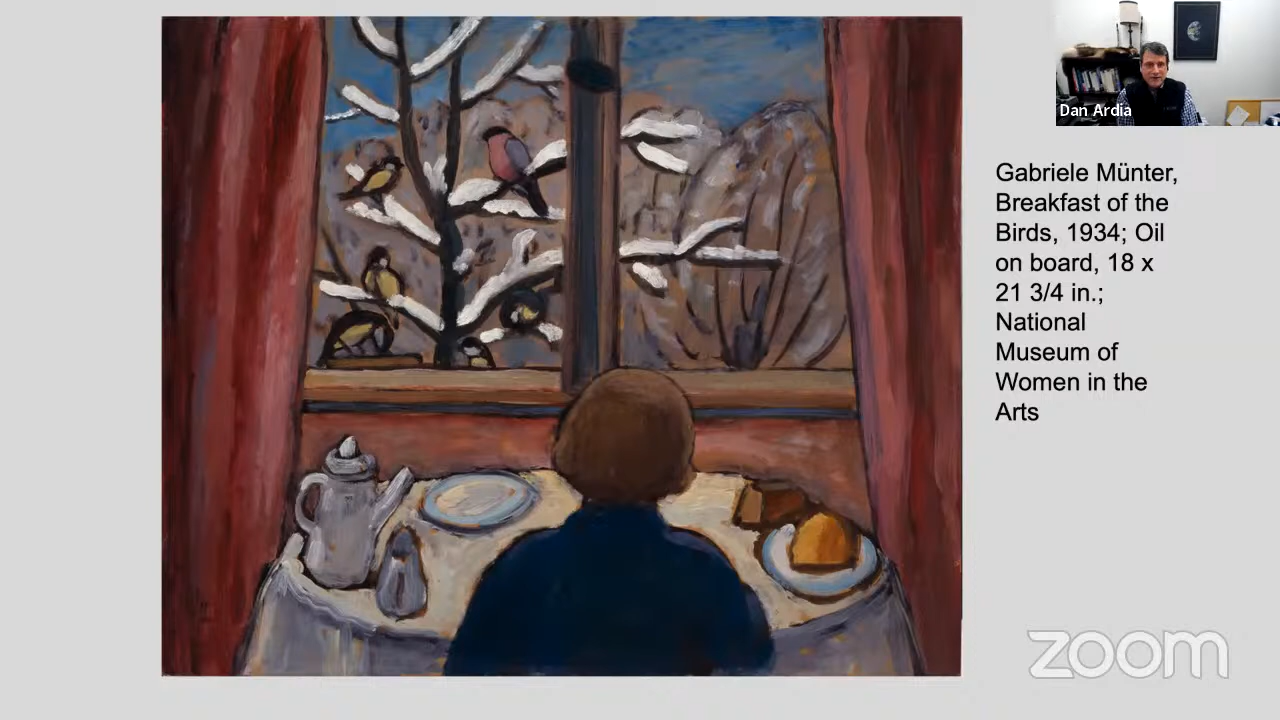 Dan Ardia
Gabriele Münter,
Breakfast of the
Birds, 1934; Oil
on board, 18 x
21 3/4 in.;
National
Museum of
Women in the
Arts
zoom